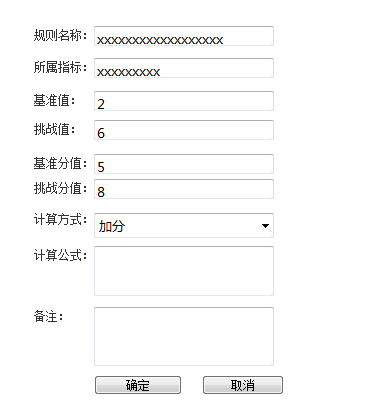 规则名称： xxxxxxxxxxxxxxxxxx
所属指标： xxxxxxxxx
基准值： 2
挑战值： 6
基准分值： 5
挑战分值： 8
计算方式： 加分
计算公式：
备注：
确定 取消